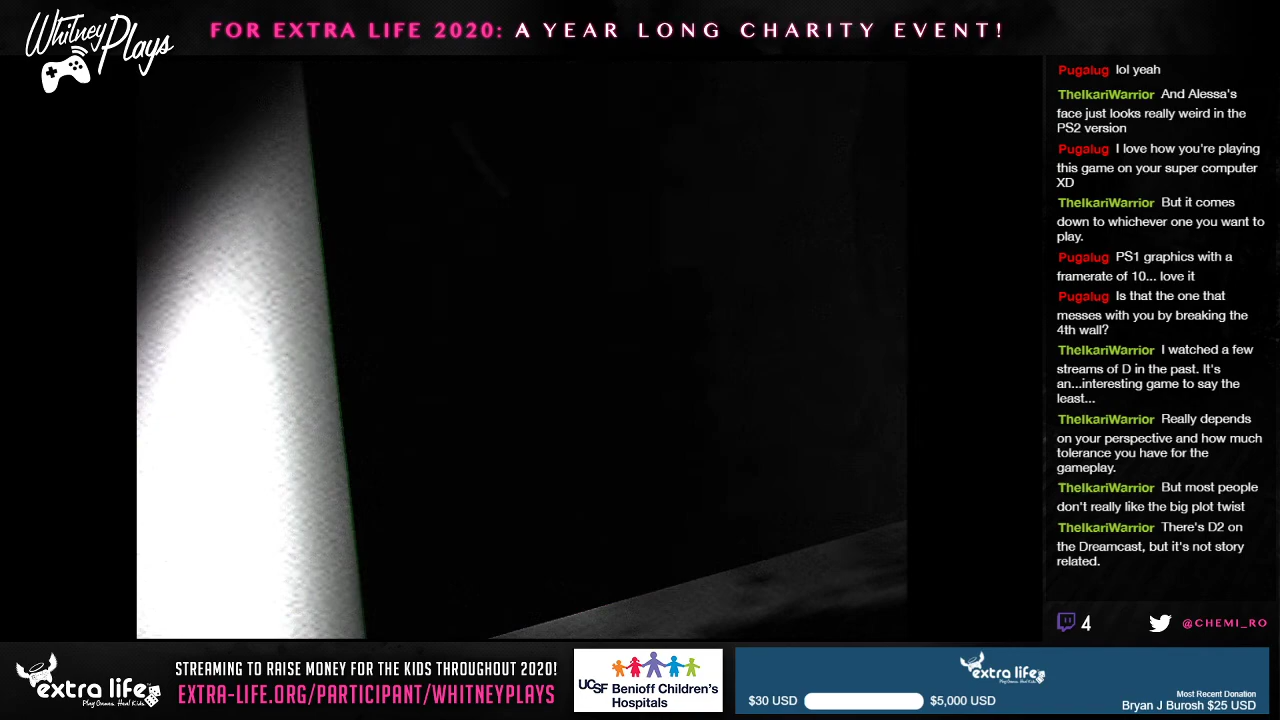 Whitney Plays
FOR EXTRA LIFE 2020: A YEAR LONG CHARITY EVENT!
Pugalug lol yeah
TheIkariWarrior And Alessa's
face just looks really weird in the
PS2 version
Pugalug I love how you're playing
this game on your super computer
XD
TheIkariWarrior But it comes
down to whichever one you want to
play.
Pugalug PS1 graphics with a
framerate of 10... love it
Pugalug Is that the one that
messes with you by breaking the
4th wall?
TheIkariWarrior I watched a few
streams of D in the past. It's
an...interesting game to say the
least...
TheIkariWarrior Really depends
on your perspective and how much
tolerance you have for the
gameplay.
TheIkariWarrior But most people
don't really like the big plot twist
TheIkariWarrior There's D2 on
the Dreamcast, but it's not story
related.
4
@CHEMI_RO
extra life
Play Games. Heal Kids.
STREAMING TO RAISE MONEY FOR THE KIDS THROUGHOUT 2020!
EXTRA-LIFE.ORG/PARTICIPANT/WHITNEYPLAYS
UCSF Benioff Children's
Hospitals
extra life
Play Games. Heal Kids.
$30 USD
$5,000 USD
Most Recent Donation
Bryan J Burosh $25 USD